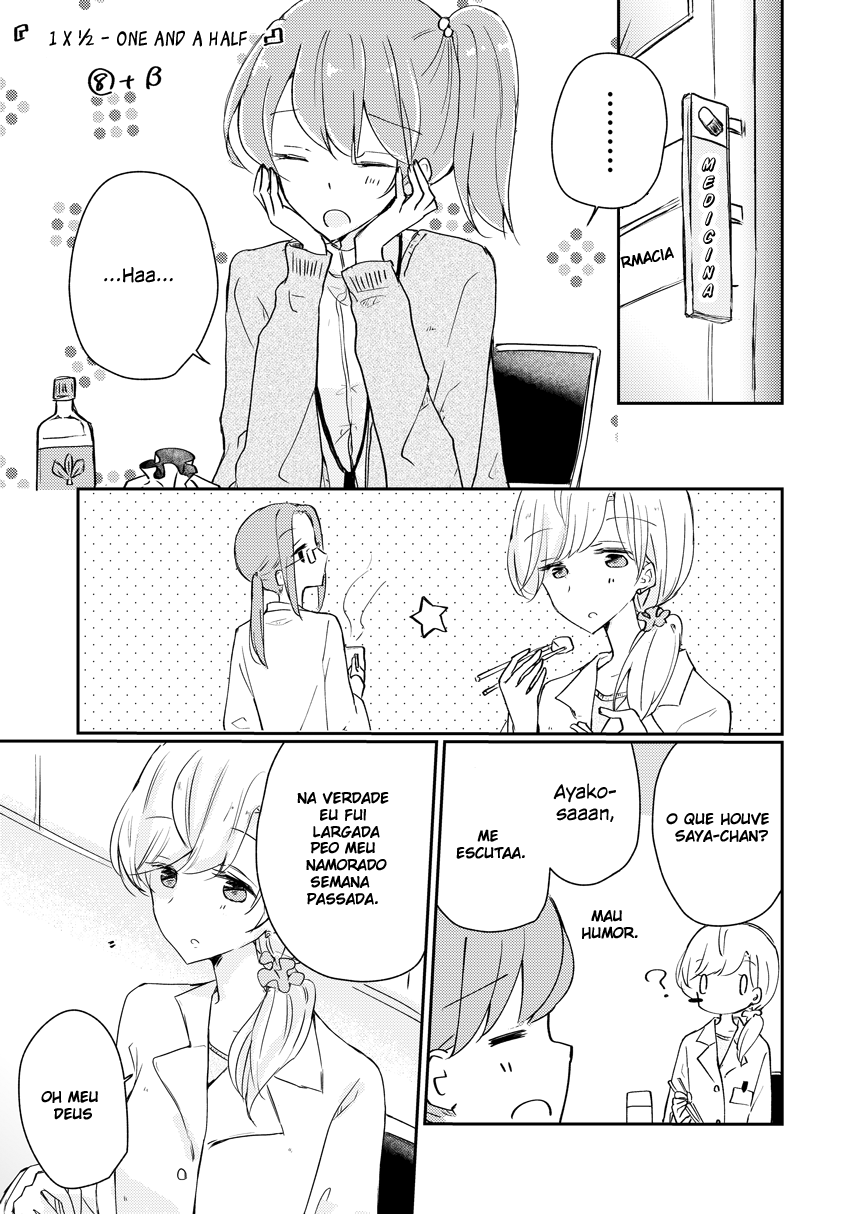 1 X ½ - ONE AND A HALF
⑧+ β
.........
MEDICINA
RMACIA
...Haa...
O QUE HOUVE
SAYA-CHAN?
Ayako-
saaan,
ME
ESCUTAA.
MAU
HUMOR.
?
NA VERDADE
EU FUI
LARGADA
PEO MEU
NAMORADO
SEMANA
PASSADA.
OH MEU
DEUS